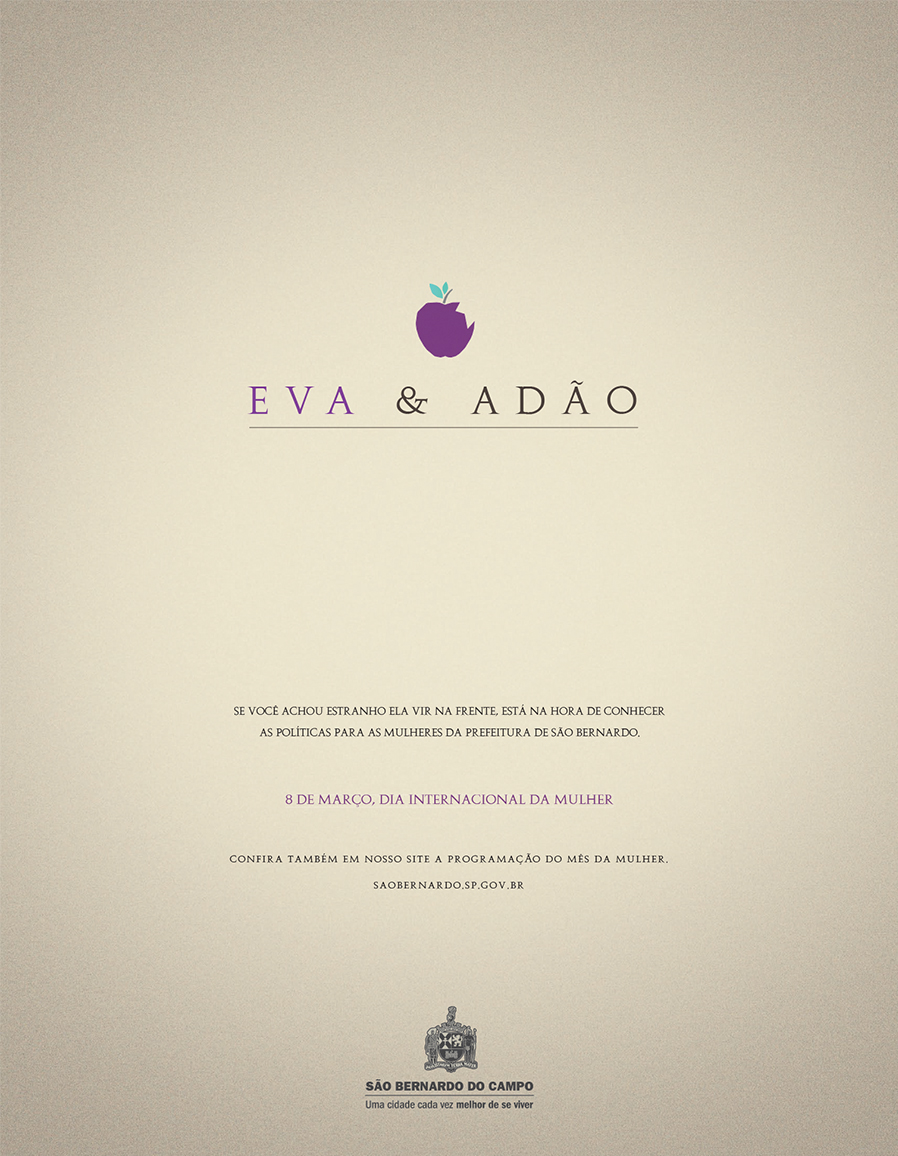 EVA & ADÃO
SE VOCÊ ACHOU ESTRANHO ELA VIR NA FRENTE, ESTÁ NA HORA DE CONHECER
AS POLÍTICAS PARA AS MULHERES DA PREFEITURA DE SÃO BERNARDO.
8 DE MARÇO, DIA INTERNACIONAL DA MULHER
CONFIRA TAMBÉM EM NOSSO SITE A PROGRAMAÇÃO DO MÊS DA MULHER.
SAOBERNARDO.SP.GOV.BR
SÃO BERNARDO DO CAMPO
Uma cidade cada vez melhor de se viver